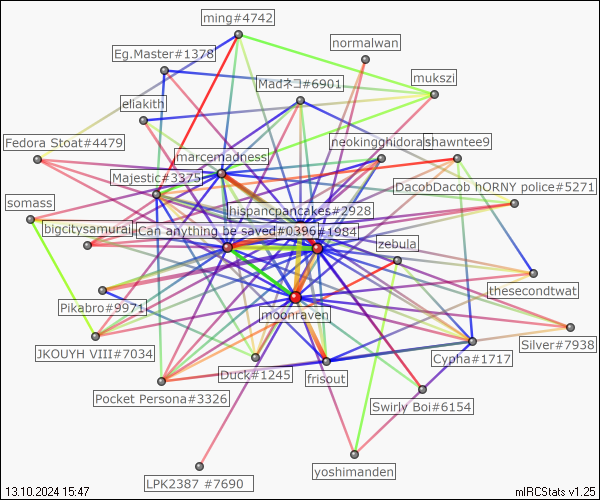 ming#4742
normalwan
Eg.Master#1378
mukszi
Madネコ#6901
eliakith
Fedora Stoat#4479
neokinghidorah
shawntee9
marcemadness
Majestic#3375
DacobDacob hORNY police#5271
somass
hispancpancakes#2928
bigcitysamurai
Can anything be saved#0396
#1984
zebula
thesecondtwat
Pikabro#9971
moonraven
JKOUYH VIII#7034
Silver#7938
Cypha#1717
Duck#1245
frisout
Pocket Persona#3326
Swirly Boi#6154
yoshimanden
LPK2387 #7690
13.10.2024 15:47
mIRCStats v1.25